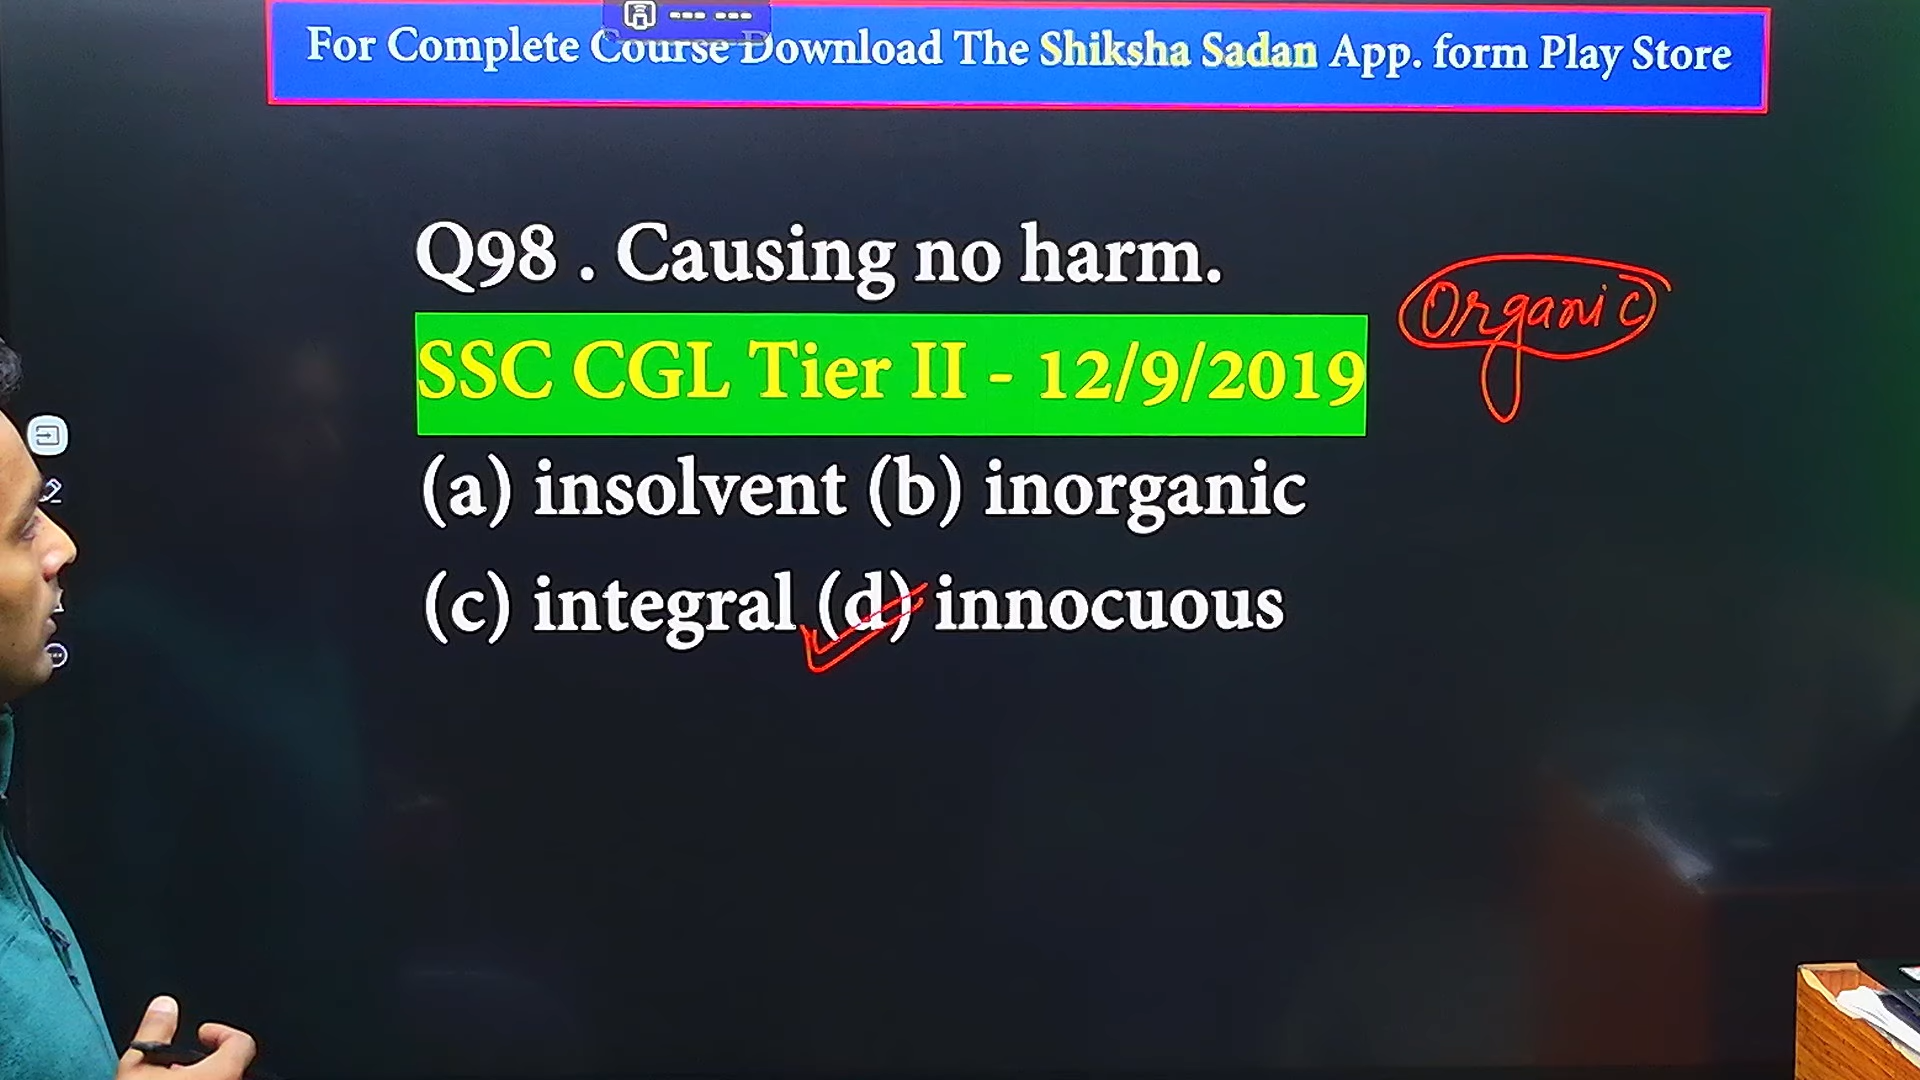 For Complete Course Download The Shiksha Sadan App. form Play Store
Q98 . Causing no harm.
Organic
SSC CGL Tier II - 12/9/2019
(a) insolvent (b) inorganic
(c) integral (d) innocuous